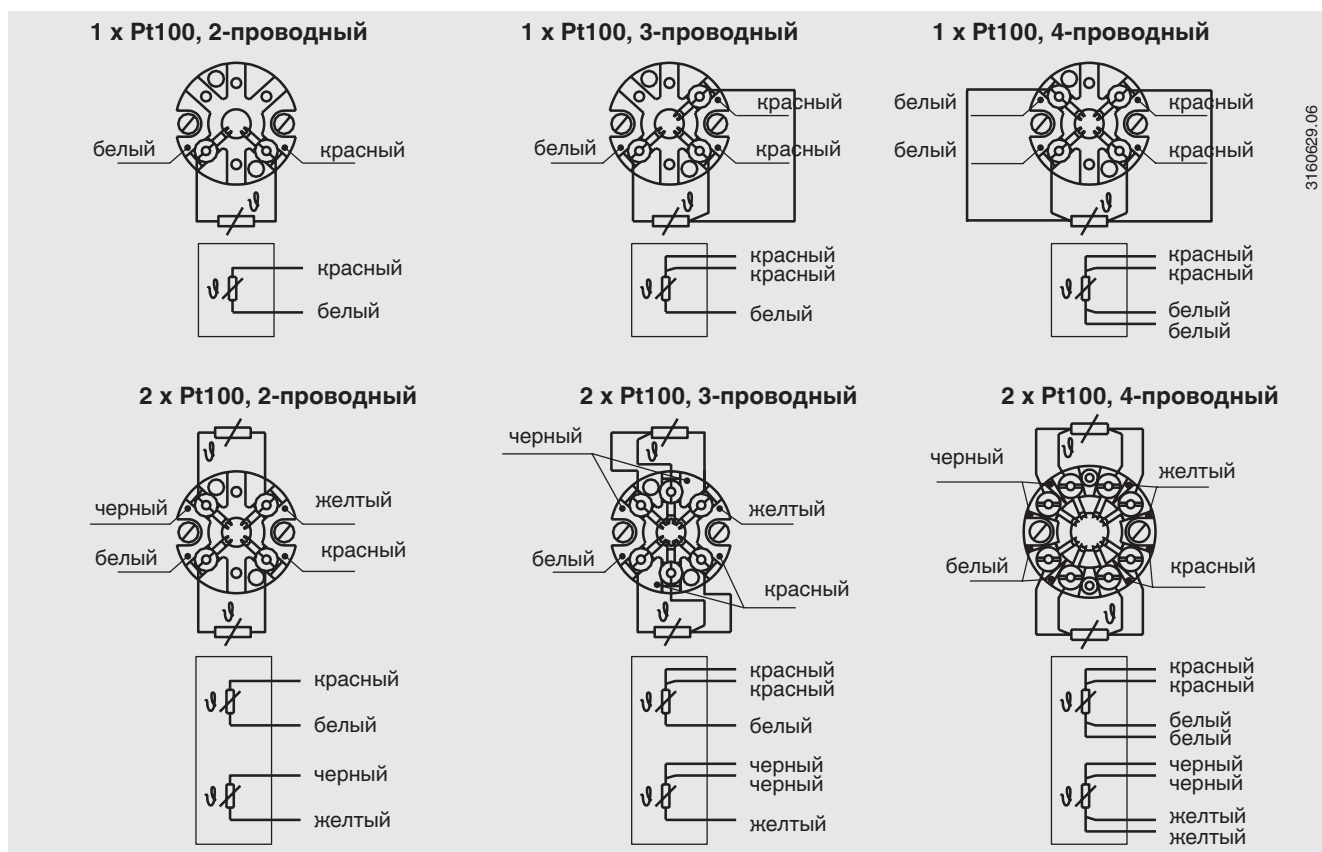 1 x Pt100, 2-проводный
белый
красный
ϑ
ϑ
красный
белый
1 x Pt100, 3-проводный
красный
белый
красный
ϑ
ϑ
красный
красный
белый
1 x Pt100, 4-проводный
белый
красный
белый
красный
ϑ
ϑ
красный
красный
белый
белый
3160629.06
2 x Pt100, 2-проводный
ϑ
черный
желтый
белый
красный
ϑ
ϑ
красный
белый
ϑ
черный
желтый
2 x Pt100, 3-проводный
черный
ϑ
желтый
белый
красный
ϑ
ϑ
красный
красный
белый
ϑ
черный
черный
желтый
2 x Pt100, 4-проводный
ϑ
черный
желтый
белый
красный
ϑ
ϑ
красный
красный
белый
белый
ϑ
черный
черный
желтый
желтый